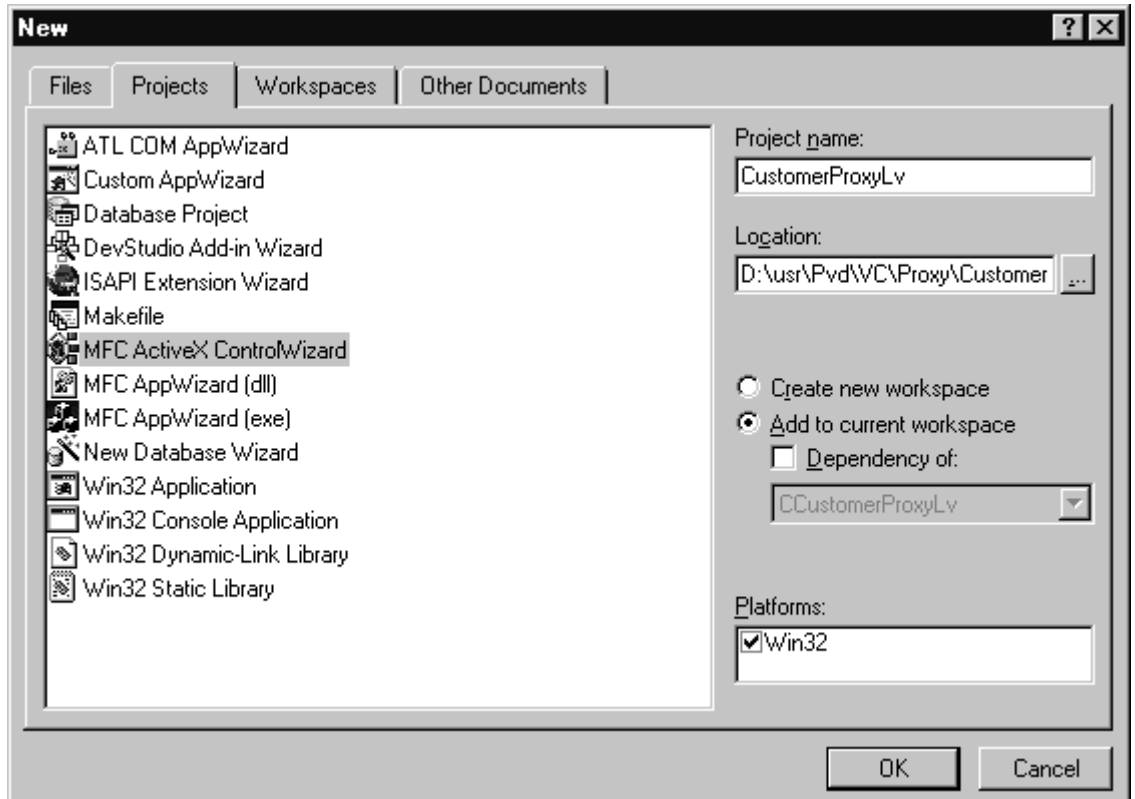 New
Files Projects Workspaces Other Documents
ATL COM AppWizard
Custom AppWizard
Database Project
DevStudio Add-in Wizard
ISAPI Extension Wizard
Makefile
MFC ActiveX ControlWizard
MFC AppWizard (dll)
MFC AppWizard (exe)
New Database Wizard
Win32 Application
Win32 Console Application
Win32 Dynamic-Link Library
Win32 Static Library
Project name:
CustomerProxyLv
Location:
D:\usr\Pvd\VC\Proxy\Customer ...
Create new workspace
Add to current workspace
Dependency of:
CCustomerProxyLv
Platforms:
Win32
OK Cancel